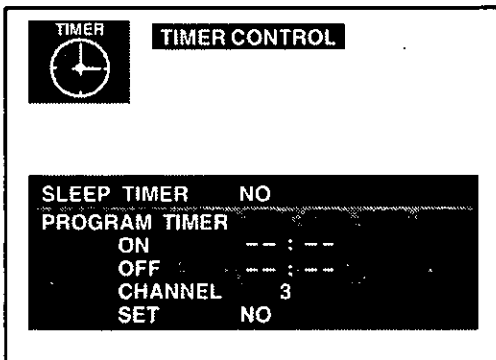 TIMER
TIMER CONTROL
SLEEP TIMER NO
PROGRAM TIMER
ON -- : --
OFF -- : --
CHANNEL 3
SET NO